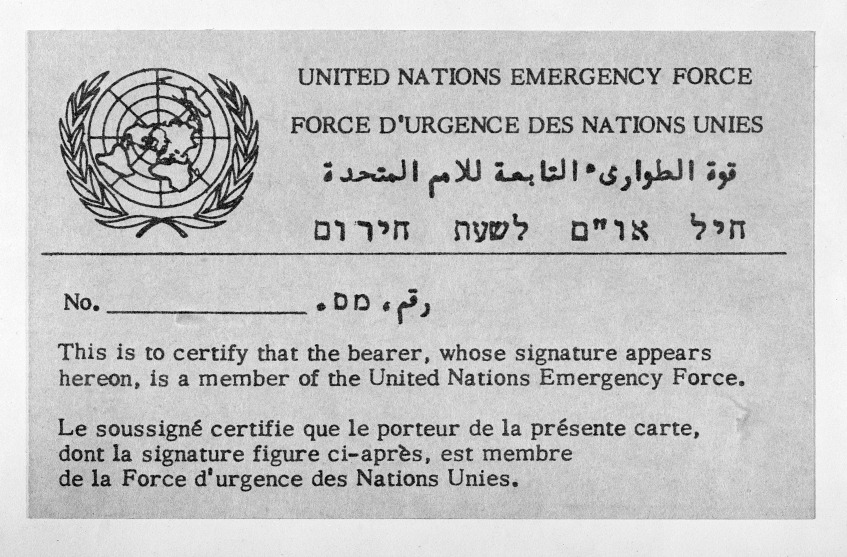 UNITED NATIONS EMERGENCY FORCE
FORCE D'URGENCE DES NATIONS UNIES
قوة الطوارىء التابعة للامم المتحدة
חיל או"ם לשעת חירום
No. ____________ .רقم، מס
This is to certify that the bearer, whose signature appears
hereon, is a member of the United Nations Emergency Force.
Le soussigné certifie que le porteur de la présente carte,
dont la signature figure ci-après, est membre
de la Force d'urgence des Nations Unies.